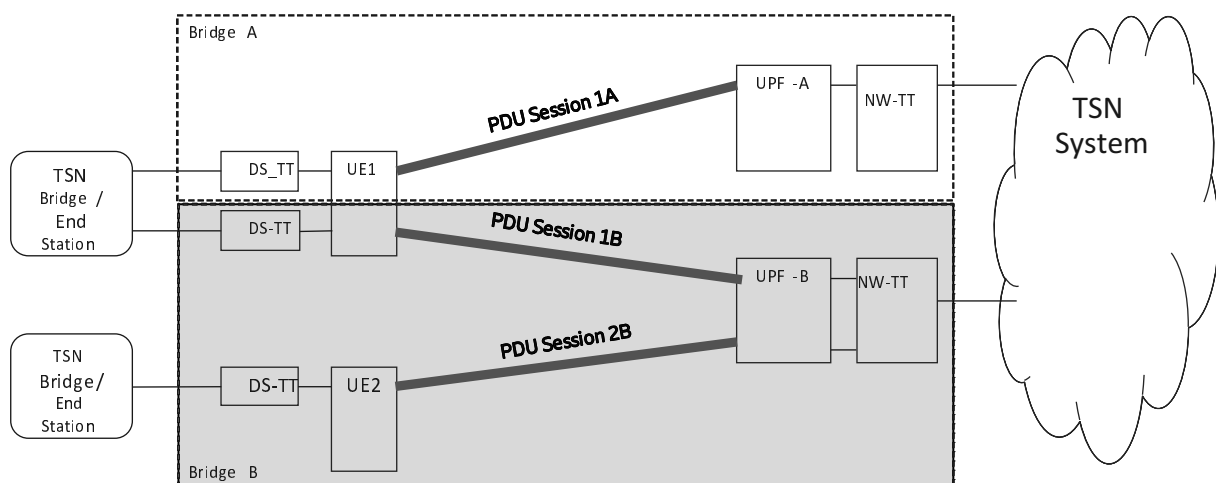 Bridge A
UPF -A
NW-TT
TSN
System
PDU Session 1A
TSN
Bridge /
End
Station
DS_TT
UE1
DS-TT
PDU Session 1B
UPF -B
NW-TT
PDU Session 2B
TSN
Bridge/
End
Station
DS-TT
UE2
Bridge B